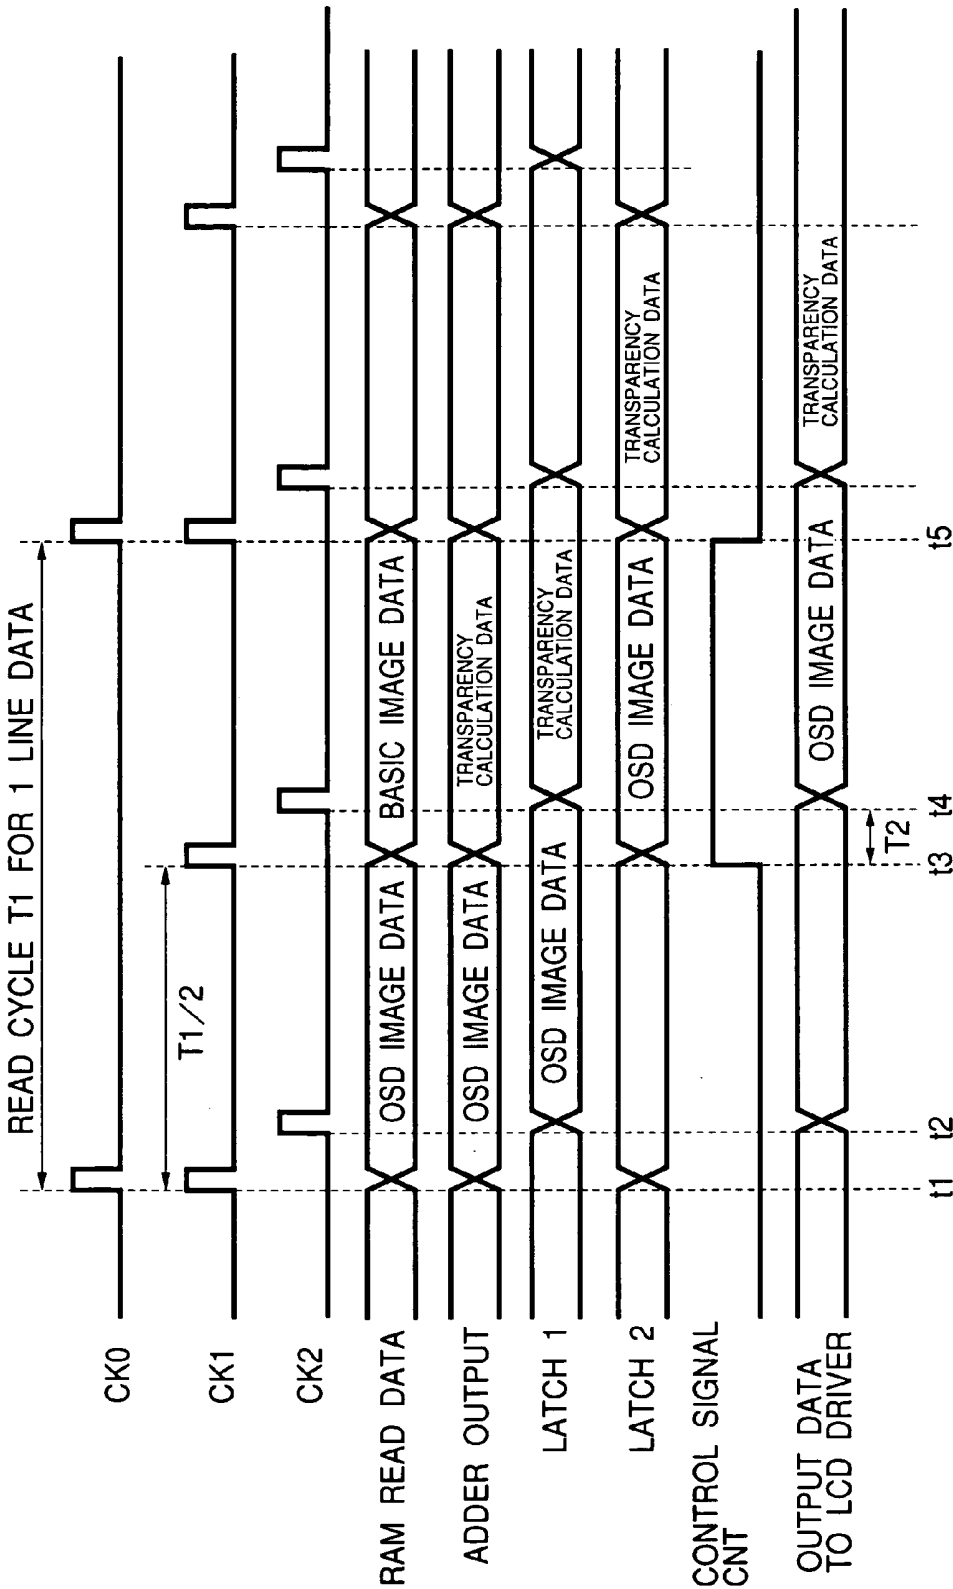 READ CYCLE T1 FOR 1 LINE DATA
CK0
T1/2
CK1
CK2
RAM READ DATA
OSD IMAGE DATA
BASIC IMAGE DATA
ADDER OUTPUT
OSD IMAGE DATA
TRANSPARENCY
CALCULATION DATA
LATCH 1
OSD IMAGE DATA
TRANSPARENCY
CALCULATION DATA
LATCH 2
OSD IMAGE DATA
TRANSPARENCY
CALCULATION DATA
CONTROL SIGNAL
CNT
OUTPUT DATA
TO LCD DRIVER
OSD IMAGE DATA
TRANSPARENCY
CALCULATION DATA
T2
t1
t2
t3
t4
t5